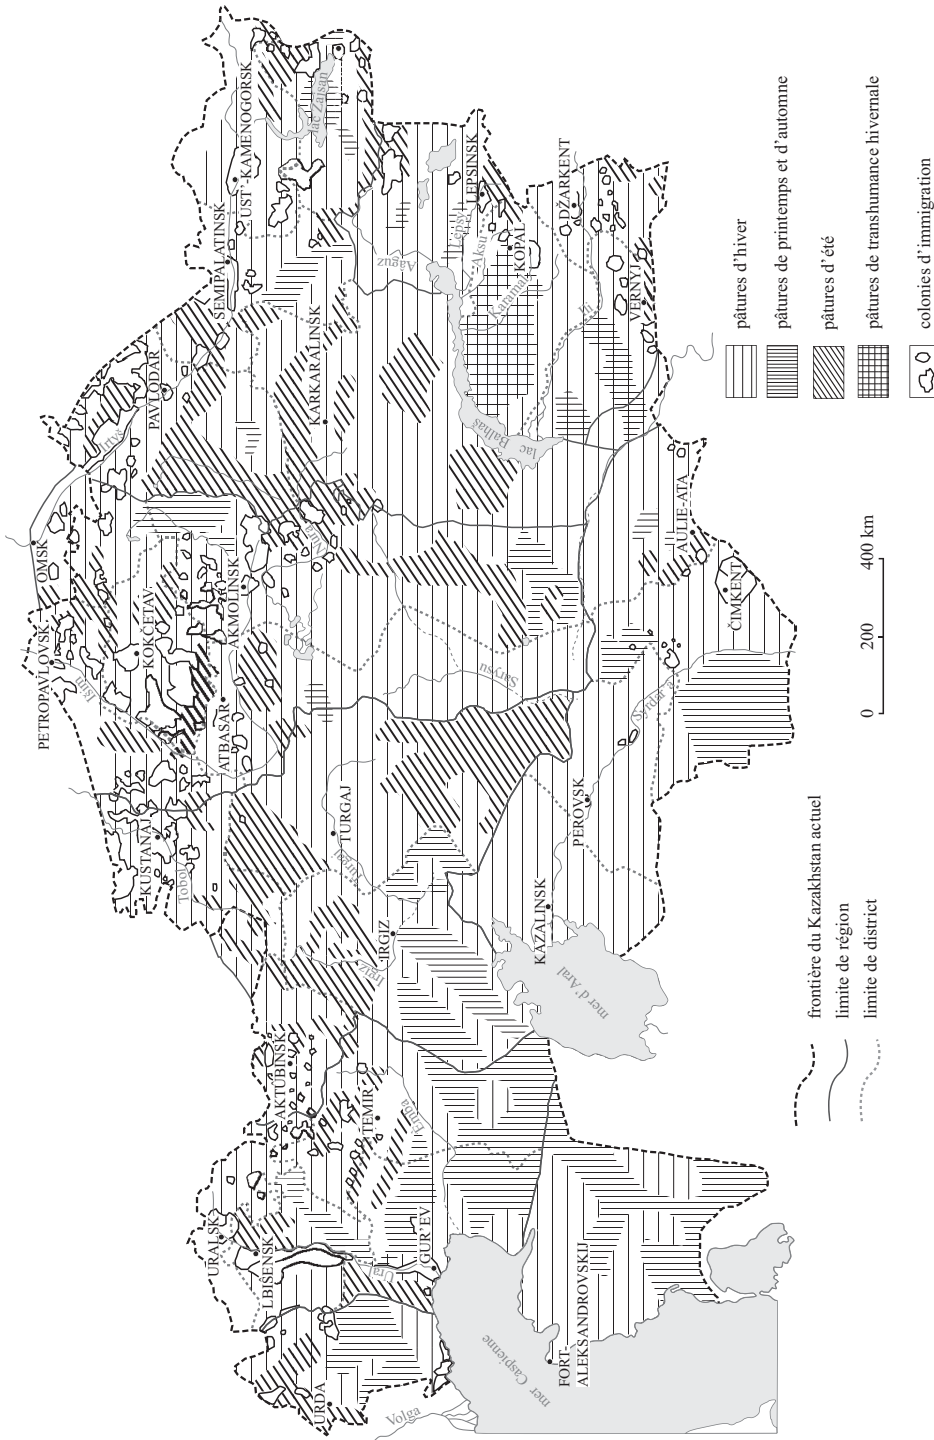 PETROPAVLOVSK
OMSK
Irtyš
Išim
KOKČETAV
PAVLODAR
KUSTANAJ
Tobol
ATBASAR
AKMOLINSK
Nura
SEMIPALATINSK
UST'-KAMENOGORSK
lac Zajsan
KARKARALINSK
Aâguz
URALSK
LBISENSK
AKTÛBINSK
TURGAJ
Turgaj
IRGIZ
Irgiz
TEMIR
Emba
URDA
Volga
Ural
GUR'EV
Sarysu
lac Balhaš
Lepsy
Aksu
Karatal
LEPSINSK
KOPAL
Ili
DŽARKENT
VERNYJ
KAZALINSK
PEROVSK
Syrdar'a
mer d'Aral
mer Caspienne
FORT-
ALEKSANDROVSKIJ
AULIE-ATA
ČIMKENT
frontière du Kazakhstan actuel
limite de région
limite de district
0 200 400 km
pâtures d'hiver
pâtures de printemps et d'automne
pâtures d'été
pâtures de transhumance hivernale
colonies d'immigration